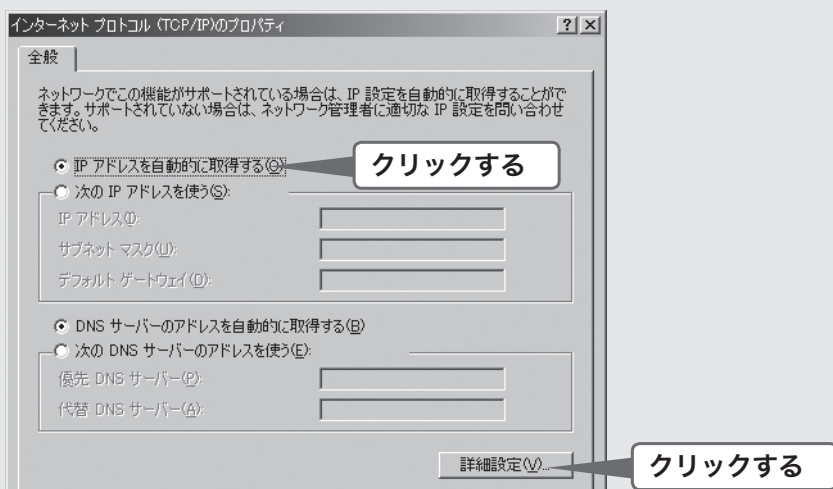 インターネット プロトコル (TCP/IP)のプロパティ
全般
ネットワークでこの機能がサポートされている場合は、IP 設定を自動的に取得することがで
きます。サポートされていない場合は、ネットワーク管理者に適切な IP 設定を問い合わせ
てください。
IP アドレスを自動的に取得する(O)
クリックする
次の IP アドレスを使う(S):
IP アドレス(I):
サブネット マスク(U):
デフォルト ゲートウェイ(D):
DNS サーバーのアドレスを自動的に取得する(B)
次の DNS サーバーのアドレスを使う(E):
優先 DNS サーバー(P):
代替 DNS サーバー(A):
詳細設定(V)...
クリックする